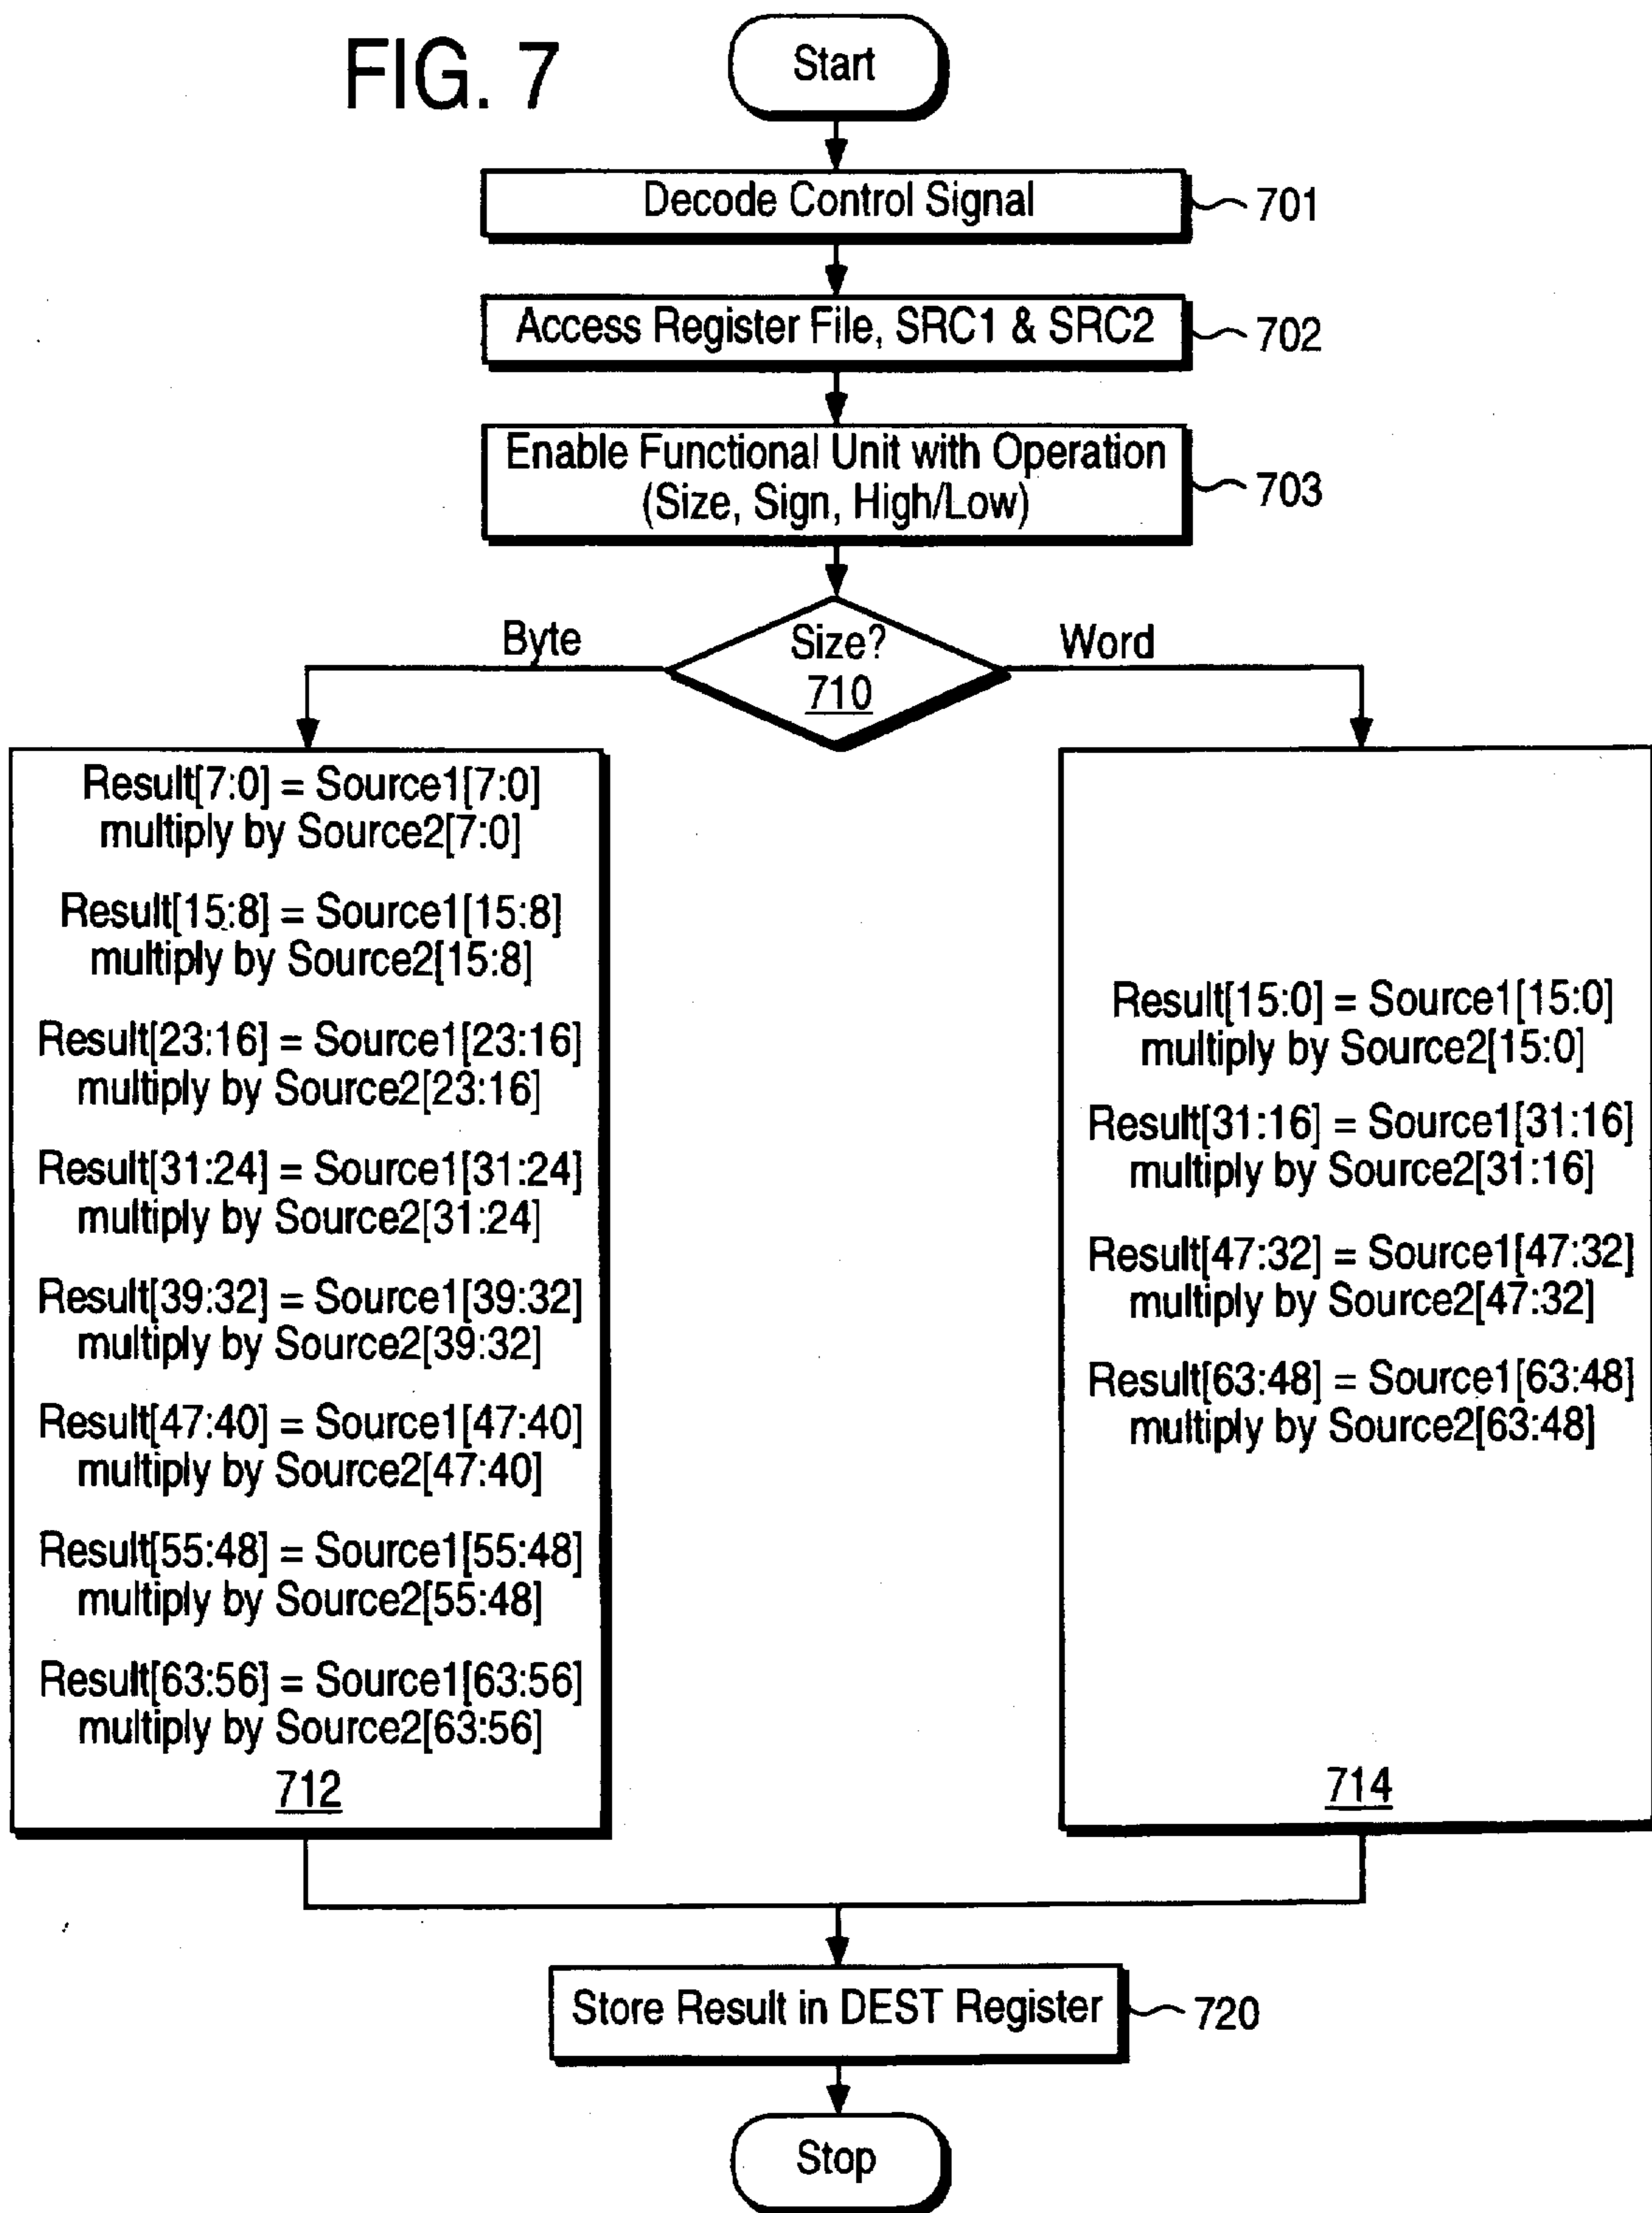 FIG. 7
Start
Decode Control Signal
701
Access Register File, SRC1 & SRC2
702
Enable Functional Unit with Operation
(Size, Sign, High/Low)
703
Byte
Size?
710
Word
Result[7:0] = Source1[7:0]
multiply by Source2[7:0]
Result[15:8] = Source1[15:8]
multiply by Source2[15:8]
Result[23:16] = Source1[23:16]
multiply by Source2[23:16]
Result[31:24] = Source1[31:24]
multiply by Source2[31:24]
Result[39:32] = Source1[39:32]
multiply by Source2[39:32]
Result[47:40] = Source1[47:40]
multiply by Source2[47:40]
Result[55:48] = Source1[55:48]
multiply by Source2[55:48]
Result[63:56] = Source1[63:56]
multiply by Source2[63:56]
712
Result[15:0] = Source1[15:0]
multiply by Source2[15:0]
Result[31:16] = Source1[31:16]
multiply by Source2[31:16]
Result[47:32] = Source1[47:32]
multiply by Source2[47:32]
Result[63:48] = Source1[63:48]
multiply by Source2[63:48]
714
Store Result in DEST Register
720
Stop